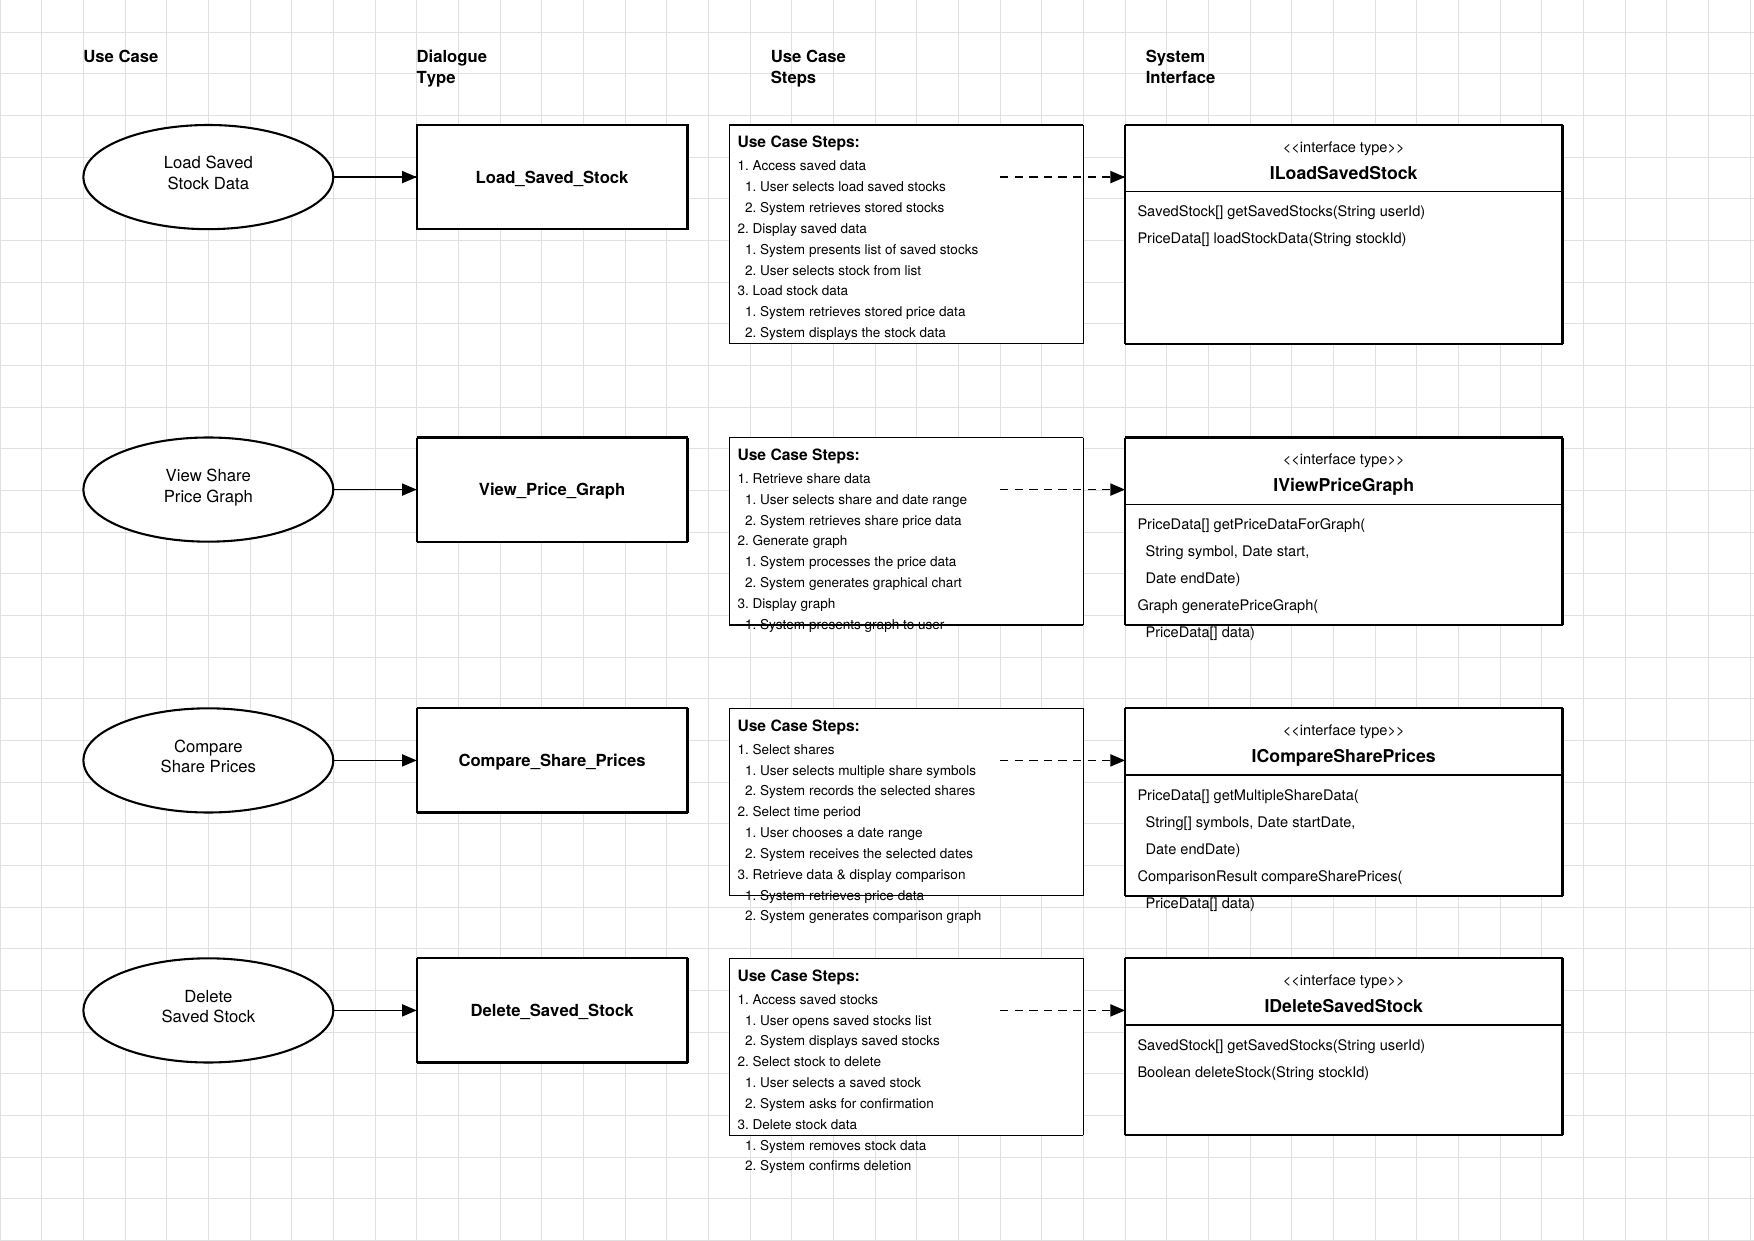 Use Case
Dialogue
Type
Use Case
Steps
System
Interface
Load Saved
Stock Data
Load_Saved_Stock
Use Case Steps:
1. Access saved data
1. User selects load saved stocks
2. System retrieves stored stocks
2. Display saved data
1. System presents list of saved stocks
2. User selects stock from list
3. Load stock data
1. System retrieves stored price data
2. System displays the stock data
<<interface type>>
ILoadSavedStock
SavedStock[] getSavedStocks(String userId)
PriceData[] loadStockData(String stockId)
View Share
Price Graph
View_Price_Graph
Use Case Steps:
1. Retrieve share data
1. User selects share and date range
2. System retrieves share price data
2. Generate graph
1. System processes the price data
2. System generates graphical chart
3. Display graph
1. System presents graph to user
<<interface type>>
IViewPriceGraph
PriceData[] getPriceDataForGraph(
String symbol, Date start,
Date endDate)
Graph generatePriceGraph(
PriceData[] data)
Compare
Share Prices
Compare_Share_Prices
Use Case Steps:
1. Select shares
1. User selects multiple share symbols
2. System records the selected shares
2. Select time period
1. User chooses a date range
2. System receives the selected dates
3. Retrieve data & display comparison
1. System retrieves price data
2. System generates comparison graph
<<interface type>>
ICompareSharePrices
PriceData[] getMultipleShareData(
String[] symbols, Date startDate,
Date endDate)
ComparisonResult compareSharePrices(
PriceData[] data)
Delete
Saved Stock
Delete_Saved_Stock
Use Case Steps:
1. Access saved stocks
1. User opens saved stocks list
2. System displays saved stocks
2. Select stock to delete
1. User selects a saved stock
2. System asks for confirmation
3. Delete stock data
1. System removes stock data
2. System confirms deletion
<<interface type>>
IDeleteSavedStock
SavedStock[] getSavedStocks(String userId)
Boolean deleteStock(String stockId)